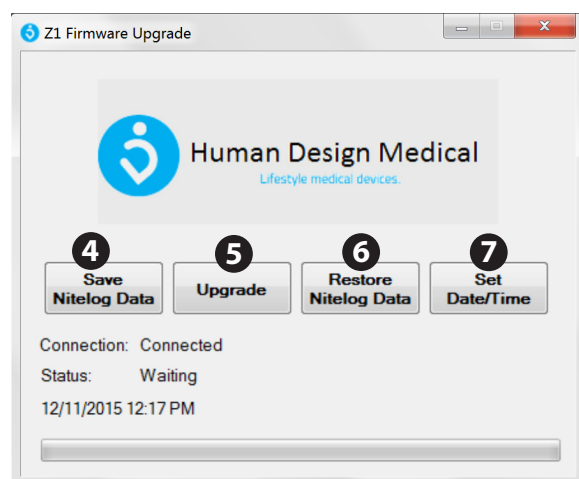 Z1 Firmware Upgrade
Human Design Medical
Lifestyle medical devices.
4 5 6 7
Save Nitelog Data
Upgrade
Restore Nitelog Data
Set Date/Time
Connection: Connected
Status: Waiting
12/11/2015 12:17 PM